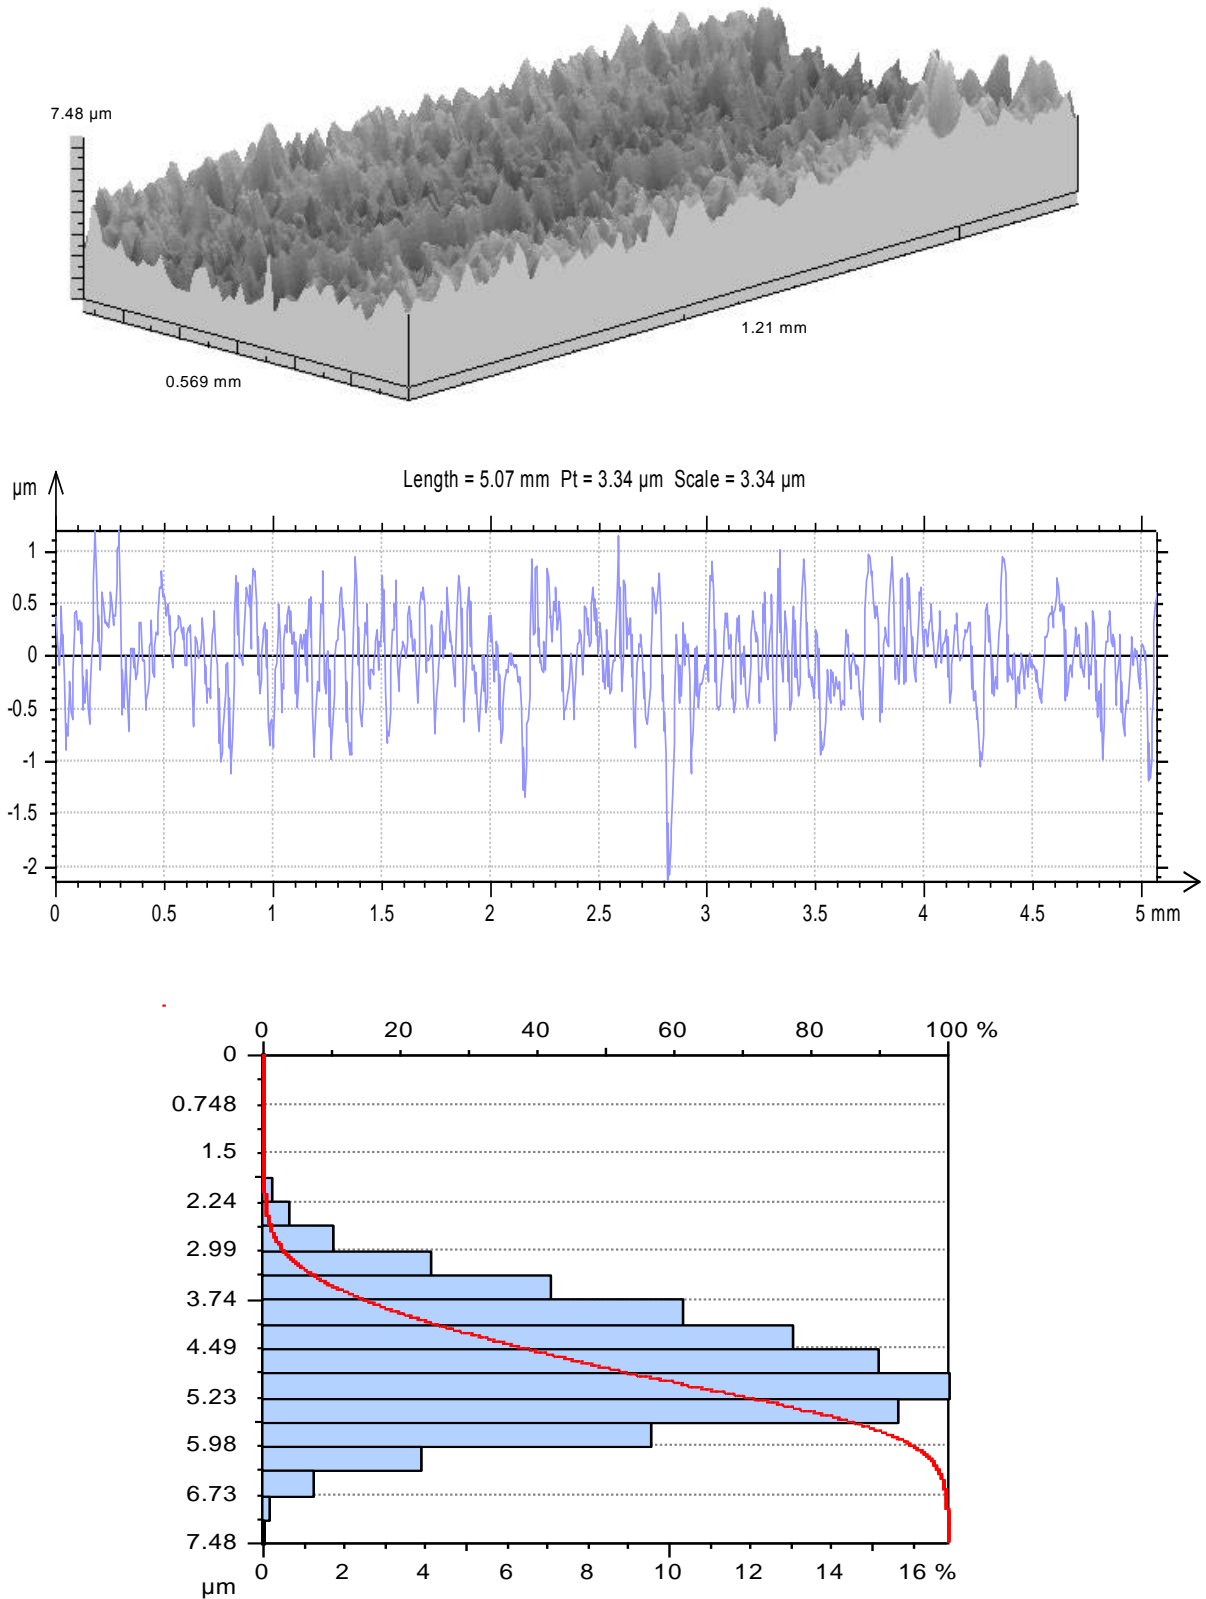 7.48 µm
1.21 mm
0.569 mm
Length = 5.07 mm Pt = 3.34 µm Scale = 3.34 µm
µm
1
0.5
0
-0.5
-1
-1.5
-2
0 0.5 1 1.5 2 2.5 3 3.5 4 4.5 5 mm
0 20 40 60 80 100 %
0
0.748
1.5
2.24
2.99
3.74
4.49
5.23
5.98
6.73
7.48
0 2 4 6 8 10 12 14 16 %
µm